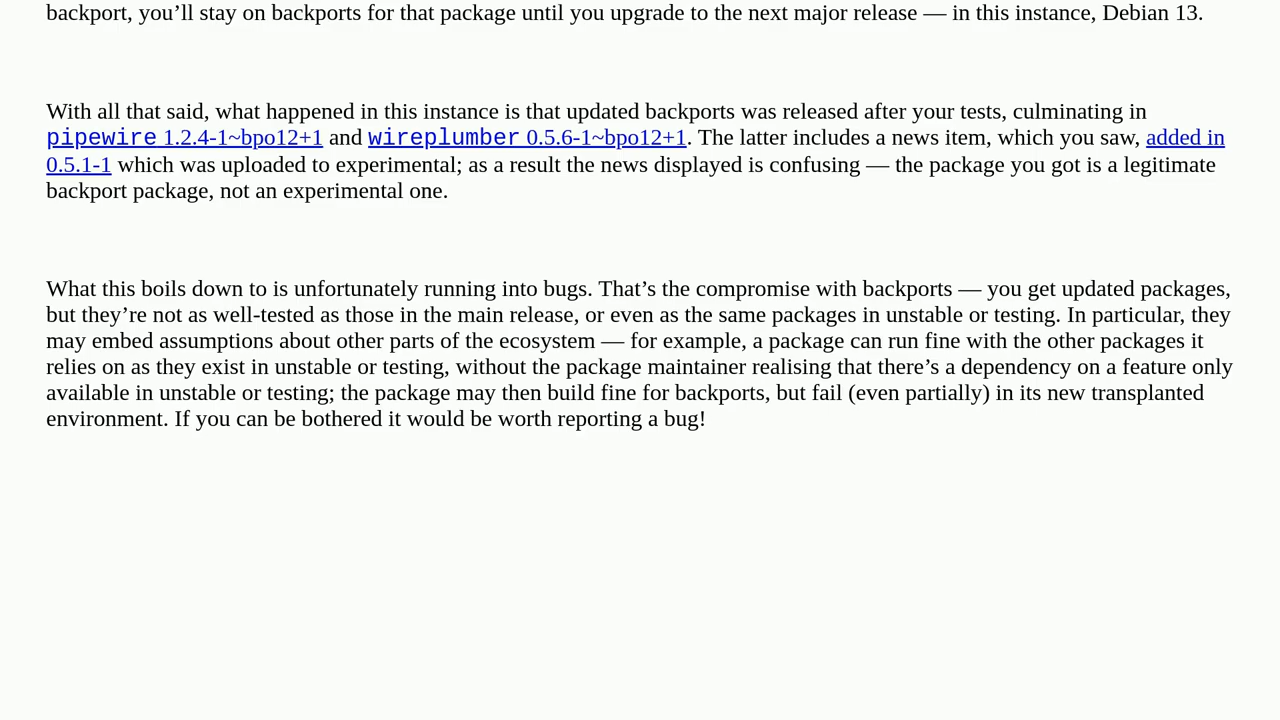 backport, you’ll stay on backports for that package until you upgrade to the next major release — in this instance, Debian 13.
With all that said, what happened in this instance is that updated backports was released after your tests, culminating in
pipewire 1.2.4-1~bpo12+1 and wireplumber 0.5.6-1~bpo12+1. The latter includes a news item, which you saw, added in
0.5.1-1 which was uploaded to experimental; as a result the news displayed is confusing — the package you got is a legitimate
backport package, not an experimental one.
What this boils down to is unfortunately running into bugs. That’s the compromise with backports — you get updated packages,
but they’re not as well-tested as those in the main release, or even as the same packages in unstable or testing. In particular, they
may embed assumptions about other parts of the ecosystem — for example, a package can run fine with the other packages it
relies on as they exist in unstable or testing, without the package maintainer realising that there’s a dependency on a feature only
available in unstable or testing; the package may then build fine for backports, but fail (even partially) in its new transplanted
environment. If you can be bothered it would be worth reporting a bug!